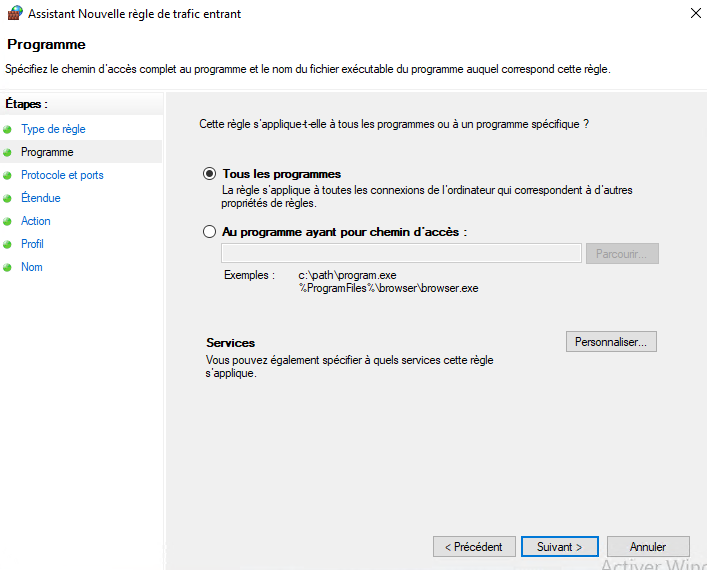 Assistant Nouvelle règle de trafic entrant
Programme
Spécifiez le chemin d'accès complet au programme et le nom du fichier exécutable du programme auquel correspond cette règle.
Étapes :
Type de règle
Programme
Protocole et ports
Étendue
Action
Profil
Nom
Cette règle s'applique-t-elle à tous les programmes ou à un programme spécifique ?
Tous les programmes
La règle s'applique à toutes les connexions de l'ordinateur qui correspondent à d'autres
propriétés de règles.
Au programme ayant pour chemin d'accès :
Parcourir...
Exemples : c:\path\program.exe
%ProgramFiles%\browser\browser.exe
Services
Personnaliser...
Vous pouvez également spécifier à quels services cette règle
s'applique.
< Précédent Suivant > Annuler
Activer Wind